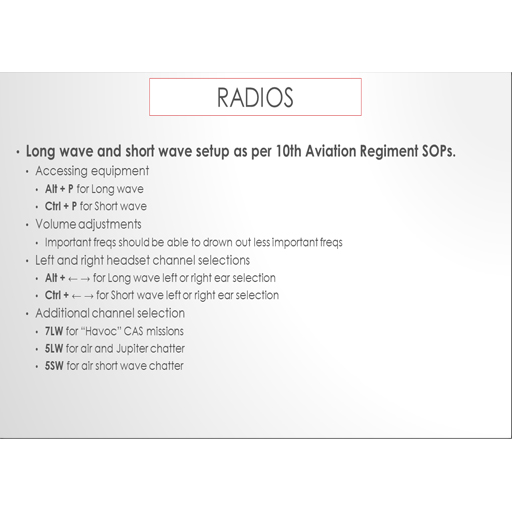 RADIOS
• Long wave and short wave setup as per 10th Aviation Regiment SOPs.
• Accessing equipment
• Alt + P for Long wave
• Ctrl + P for Short wave
• Volume adjustments
• Important freqs should be able to drown out less important freqs
• Left and right headset channel selections
• Alt + ← → for Long wave left or right ear selection
• Ctrl + ← → for Short wave left or right ear selection
• Additional channel selection
• 7LW for “Havoc” CAS missions
• 5LW for air and Jupiter chatter
• 5SW for air short wave chatter